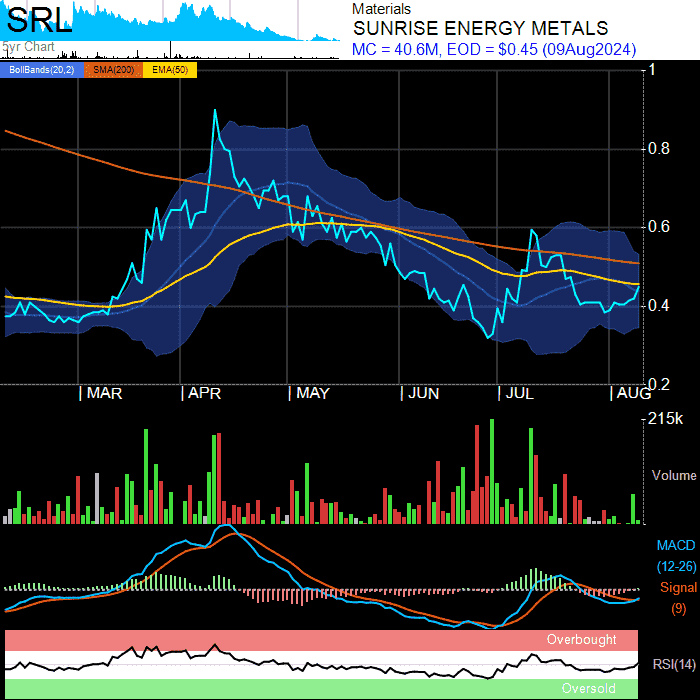 SRL
5yr Chart
Materials
SUNRISE ENERGY METALS
MC = 40.6M, EOD = $0.45 (09Aug2024)
BollBands(20,2) SMA(200) EMA(50)
1
0.8
0.6
0.4
0.2
| MAR | APR | MAY | JUN | JUL | AUG
215k
Volume
MACD
(12-26)
Signal
(9)
Overbought
RSI(14)
Oversold